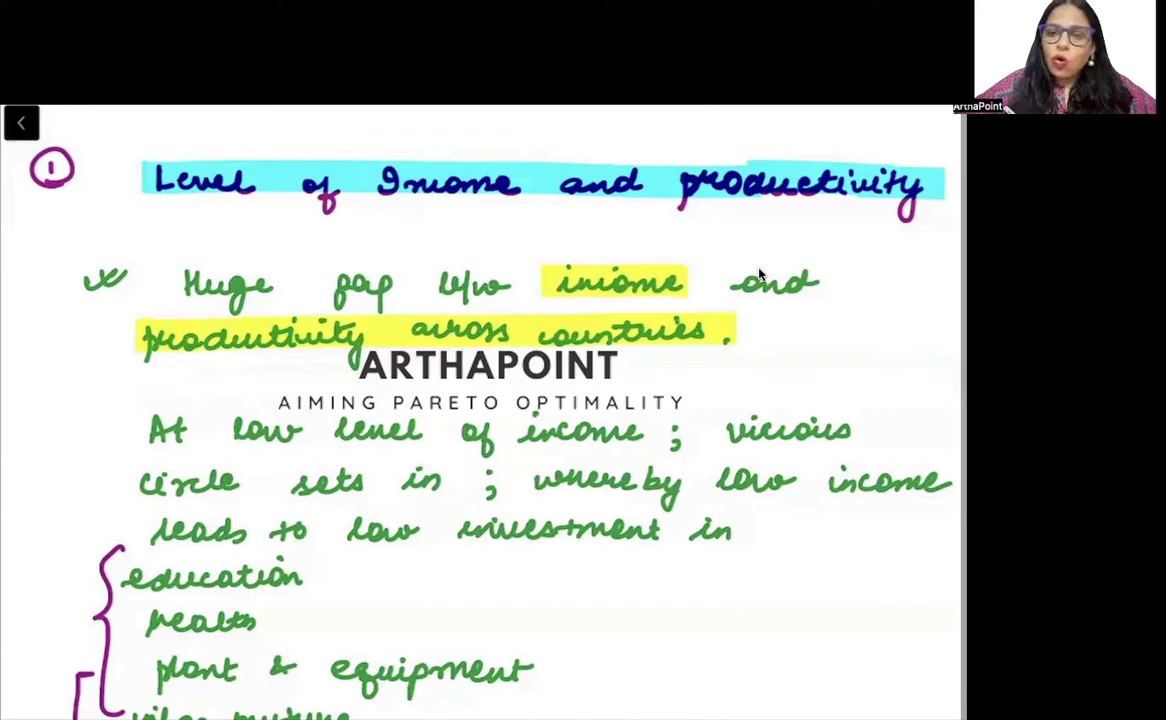 ArthaPoint
1
Level of Income and productivity
Huge gap b/w income and
productivity across countries.
ARTHAPOINT
AIMING PARETO OPTIMALITY
At low level of income ; vicious
circle sets in ; whereby low income
leads to low investment in
education
health
plant & equipment